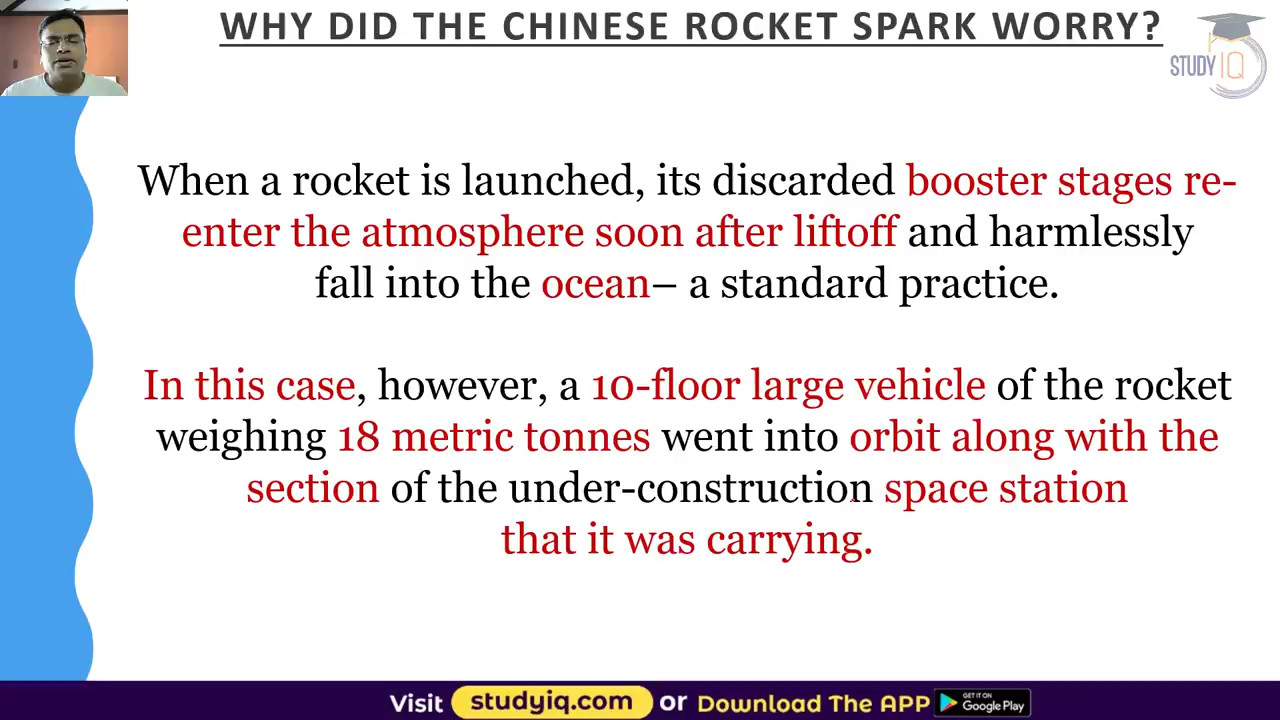 WHY DID THE CHINESE ROCKET SPARK WORRY?
STUDY IQ
When a rocket is launched, its discarded booster stages re-
enter the atmosphere soon after liftoff and harmlessly
fall into the ocean– a standard practice.
In this case, however, a 10-floor large vehicle of the rocket
weighing 18 metric tonnes went into orbit along with the
section of the under-construction space station
that it was carrying.
Visit studyiq.com or Download The APP GET IT ON Google Play